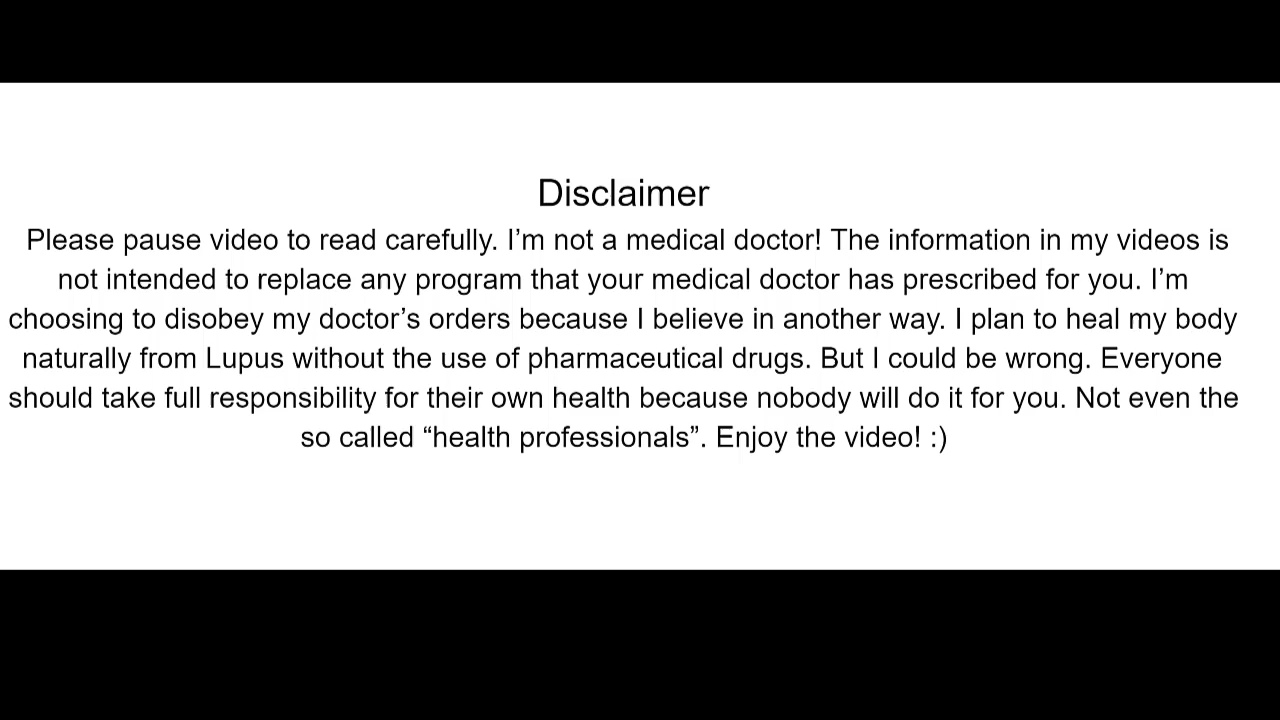 Disclaimer
Please pause video to read carefully. I’m not a medical doctor! The information in my videos is
not intended to replace any program that your medical doctor has prescribed for you. I’m
choosing to disobey my doctor’s orders because I believe in another way. I plan to heal my body
naturally from Lupus without the use of pharmaceutical drugs. But I could be wrong. Everyone
should take full responsibility for their own health because nobody will do it for you. Not even the
so called “health professionals”. Enjoy the video! :)